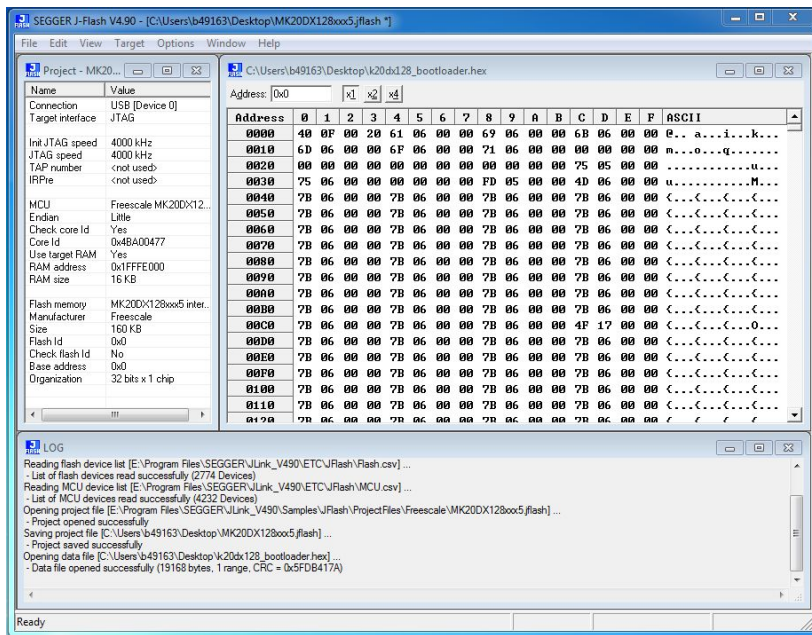 SEGGER J-Flash V4.90 - [C:\Users\b49163\Desktop\MK20DX128xxx5.jflash *]
File Edit View Target Options Window Help
Project - MK20...
Name Value
Connection USB [Device 0]
Target interface JTAG
Init JTAG speed 4000 kHz
JTAG speed 4000 kHz
TAP number <not used>
IRPre <not used>
MCU Freescale MK20DX12...
Endian Little
Check core Id Yes
Core Id 0x4BA00477
Use target RAM Yes
RAM address 0x1FFFE000
RAM size 16 KB
Flash memory MK20DX128xxx5 inter..
Manufacturer Freescale
Size 160 KB
Flash Id 0x0
Check flash Id No
Base address 0x0
Organization 32 bits x 1 chip
C:\Users\b49163\Desktop\k20dx128_bootloader.hex
Address: 0x0 x1 x2 x4
Address 0 1 2 3 4 5 6 7 8 9 A B C D E F ASCII
0000 40 0F 00 20 61 06 00 00 69 06 00 00 6B 06 00 00 @.. a...i...k...
0010 6D 06 00 00 6F 06 00 00 71 06 00 00 00 00 00 00 m...o...q.......
0020 00 00 00 00 00 00 00 00 00 00 00 00 75 05 00 00 ............u...
0030 75 06 00 00 00 00 00 00 FD 05 00 00 4D 06 00 00 u...........M...
0040 7B 06 00 00 7B 06 00 00 7B 06 00 00 7B 06 00 00 {...{...{...{...
0050 7B 06 00 00 7B 06 00 00 7B 06 00 00 7B 06 00 00 {...{...{...{...
0060 7B 06 00 00 7B 06 00 00 7B 06 00 00 7B 06 00 00 {...{...{...{...
0070 7B 06 00 00 7B 06 00 00 7B 06 00 00 7B 06 00 00 {...{...{...{...
0080 7B 06 00 00 7B 06 00 00 7B 06 00 00 7B 06 00 00 {...{...{...{...
0090 7B 06 00 00 7B 06 00 00 7B 06 00 00 7B 06 00 00 {...{...{...{...
00A0 7B 06 00 00 7B 06 00 00 7B 06 00 00 7B 06 00 00 {...{...{...{...
00B0 7B 06 00 00 7B 06 00 00 7B 06 00 00 7B 06 00 00 {...{...{...{...
00C0 7B 06 00 00 7B 06 00 00 7B 06 00 00 4F 17 00 00 {...{...{...O...
00D0 7B 06 00 00 7B 06 00 00 7B 06 00 00 7B 06 00 00 {...{...{...{...
00E0 7B 06 00 00 7B 06 00 00 7B 06 00 00 7B 06 00 00 {...{...{...{...
00F0 7B 06 00 00 7B 06 00 00 7B 06 00 00 7B 06 00 00 {...{...{...{...
0100 7B 06 00 00 7B 06 00 00 7B 06 00 00 7B 06 00 00 {...{...{...{...
0110 7B 06 00 00 7B 06 00 00 7B 06 00 00 7B 06 00 00 {...{...{...{...
0120 7B 06 00 00 7B 06 00 00 7B 06 00 00 7B 06 00 00
LOG
Reading flash device list [E:\Program Files\SEGGER\JLink_V490\ETC\JFlash\Flash.csv] ...
- List of flash devices read successfully (2774 Devices)
Reading MCU device list [E:\Program Files\SEGGER\JLink_V490\ETC\JFlash\MCU.csv] ...
- List of MCU devices read successfully (4232 Devices)
Opening project file [E:\Program Files\SEGGER\JLink_V490\Samples\JFlash\ProjectFiles\Freescale\MK20DX128xxx5.jflash] ...
- Project opened successfully
Saving project file [C:\Users\b49163\Desktop\MK20DX128xxx5.jflash] ...
- Project saved successfully
Opening data file [C:\Users\b49163\Desktop\k20dx128_bootloader.hex] ...
- Data file opened successfully (19168 bytes, 1 range, CRC = 0x5FDB417A)
Ready